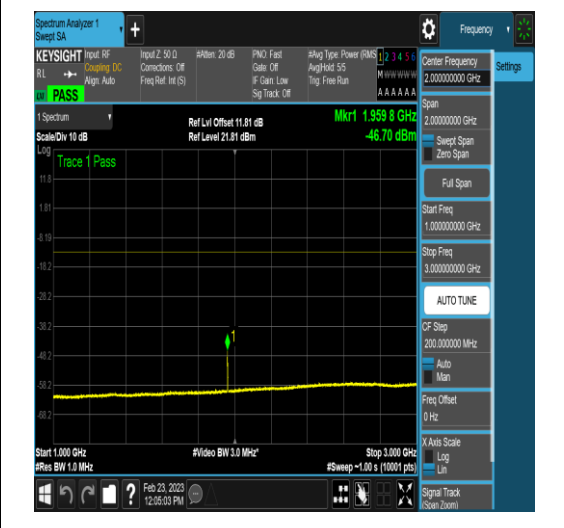 Spectrum Analyzer 1
Swept SA
+
Frequency
KEYSIGHT
Input: RF
Input Z: 50 Ω
#Atten: 20 dB
PNO: Fast
#Avg Type: Power (RMS
1 2 3 4 5 6
RL
Coupling: DC
Corrections: Off
Gate: Off
Avg|Hold: 5/5
M W W W W W
Align: Auto
Freq Ref: Int (S)
IF Gain: Low
Trig: Free Run
PASS
Sig Track: Off
A A A A A A
Center Frequency
2.000000000 GHz
Settings
Span
2.00000000 GHz
Swept Span
Zero Span
Full Span
Start Freq
1.000000000 GHz
Stop Freq
3.000000000 GHz
AUTO TUNE
CF Step
200.000000 MHz
Auto
Man
Freq Offset
0 Hz
X Axis Scale
Log
Lin
Signal Track
(Span Zoom)
1 Spectrum
Ref Lvl Offset 11.81 dB
Mkr1 1.959 8 GHz
Scale/Div 10 dB
Ref Level 21.81 dBm
-46.70 dBm
Log
Trace 1 Pass
11.8
1.81
-8.19
-18.2
-28.2
-38.2
1
-48.2
-58.2
-68.2
Start 1.000 GHz
#Video BW 3.0 MHz*
Stop 3.000 GHz
#Res BW 1.0 MHz
#Sweep ~1.00 s (10001 pts)
?
Feb 23, 2023
12:05:03 PM